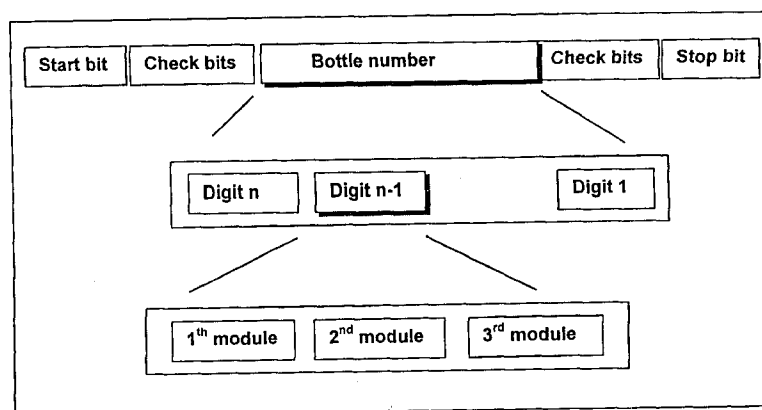 Start bit Check bits Bottle number Check bits Stop bit
Digit n Digit n-1 Digit 1
1th module 2nd module 3rd module